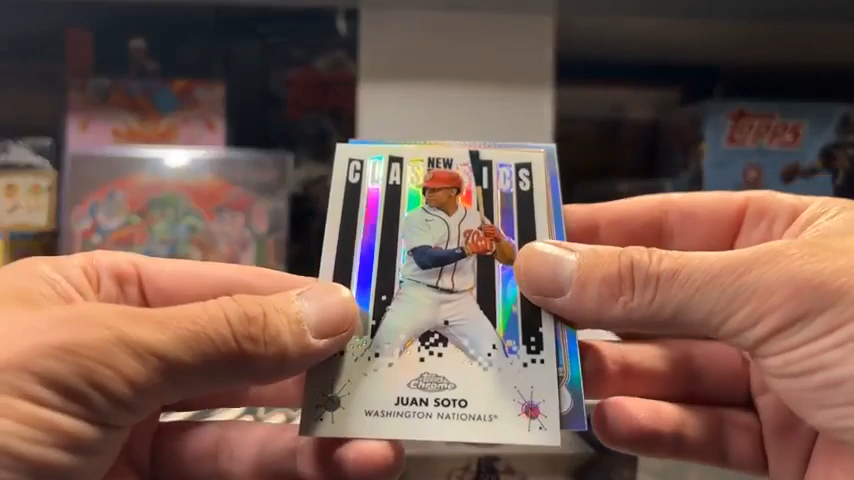 NEW
CLASSICS
Topps
Chrome
JUAN SOTO
WASHINGTON NATIONALS®
TOPPS